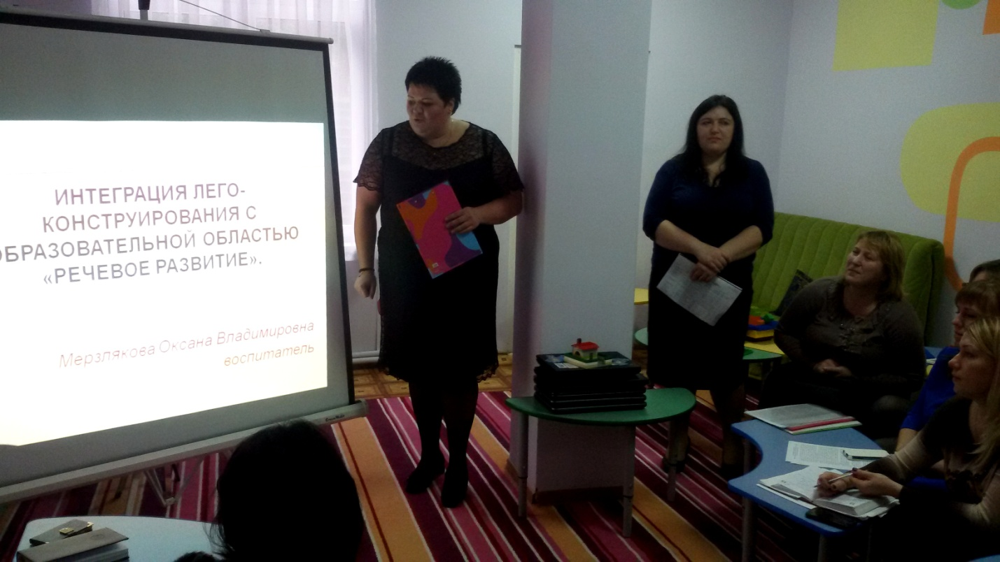 ИНТЕГРАЦИЯ ЛЕГО-
КОНСТРУИРОВАНИЯ С
ОБРАЗОВАТЕЛЬНОЙ ОБЛАСТЬЮ
«РЕЧЕВОЕ РАЗВИТИЕ».
Мерзлякова Оксана Владимировна
воспитатель